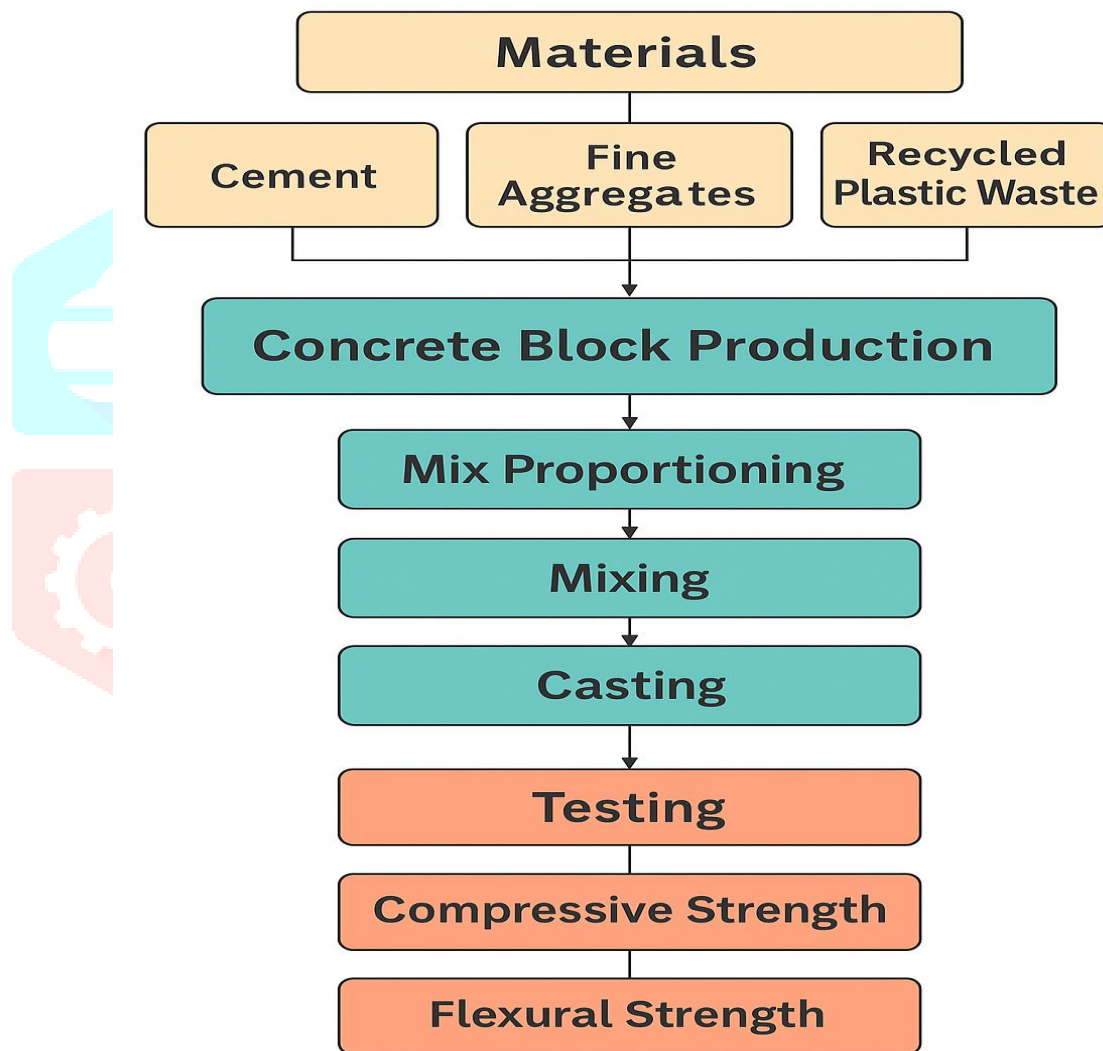 Materials
Cement
Fine
Aggregates
Recycled
Plastic Waste
Concrete Block Production
Mix Proportioning
Mixing
Casting
Testing
Compressive Strength
Flexural Strength